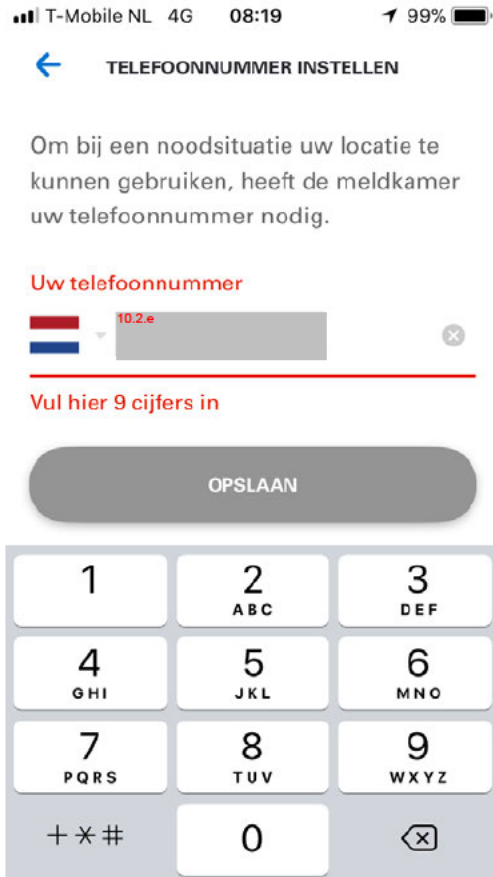 T-Mobile NL 4G 08:19 99%
TELEFOONNUMMER INSTELLEN
Om bij een noodsituatie uw locatie te
kunnen gebruiken, heeft de meldkamer
uw telefoonnummer nodig.
Uw telefoonnummer
10.2.e
Vul hier 9 cijfers in
OPSLAAN
1 2 3
ABC DEF
4 5 6
GHI JKL MNO
7 8 9
PQRS TUV WXYZ
+*# 0